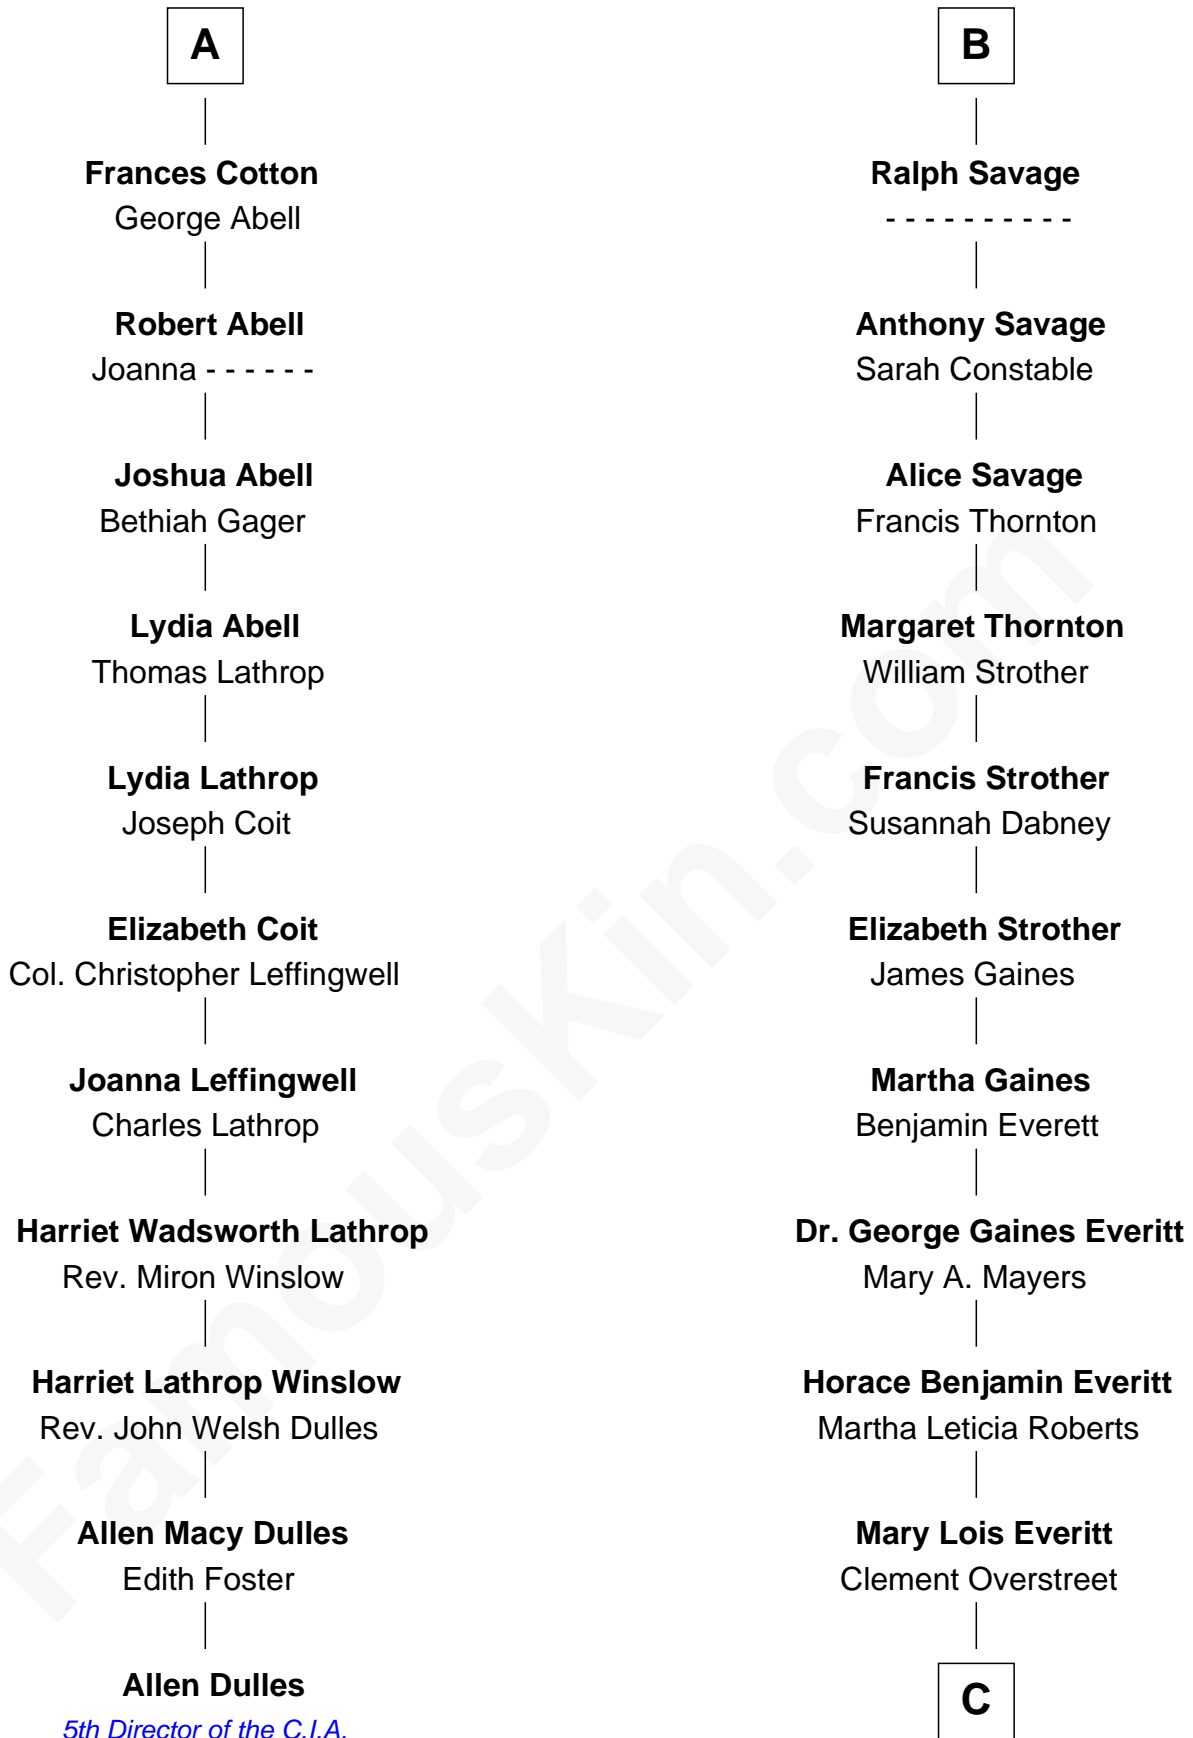 A
Frances Cotton
George Abell
Robert Abell
Joanna - - - - - -
Joshua Abell
Bethiah Gager
Lydia Abell
Thomas Lathrop
Lydia Lathrop
Joseph Coit
Elizabeth Coit
Col. Christopher Leffingwell
Joanna Leffingwell
Charles Lathrop
Harriet Wadsworth Lathrop
Rev. Miron Winslow
Harriet Lathrop Winslow
Rev. John Welsh Dulles
Allen Macy Dulles
Edith Foster
Allen Dulles
5th Director of the C.I.A.
B
Ralph Savage
- - - - - - - - - -
Anthony Savage
Sarah Constable
Alice Savage
Francis Thornton
Margaret Thornton
William Strother
Francis Strother
Susannah Dabney
Elizabeth Strother
James Gaines
Martha Gaines
Benjamin Everett
Dr. George Gaines Everitt
Mary A. Mayers
Horace Benjamin Everitt
Martha Leticia Roberts
Mary Lois Everitt
Clement Overstreet
C
FamousKin.com